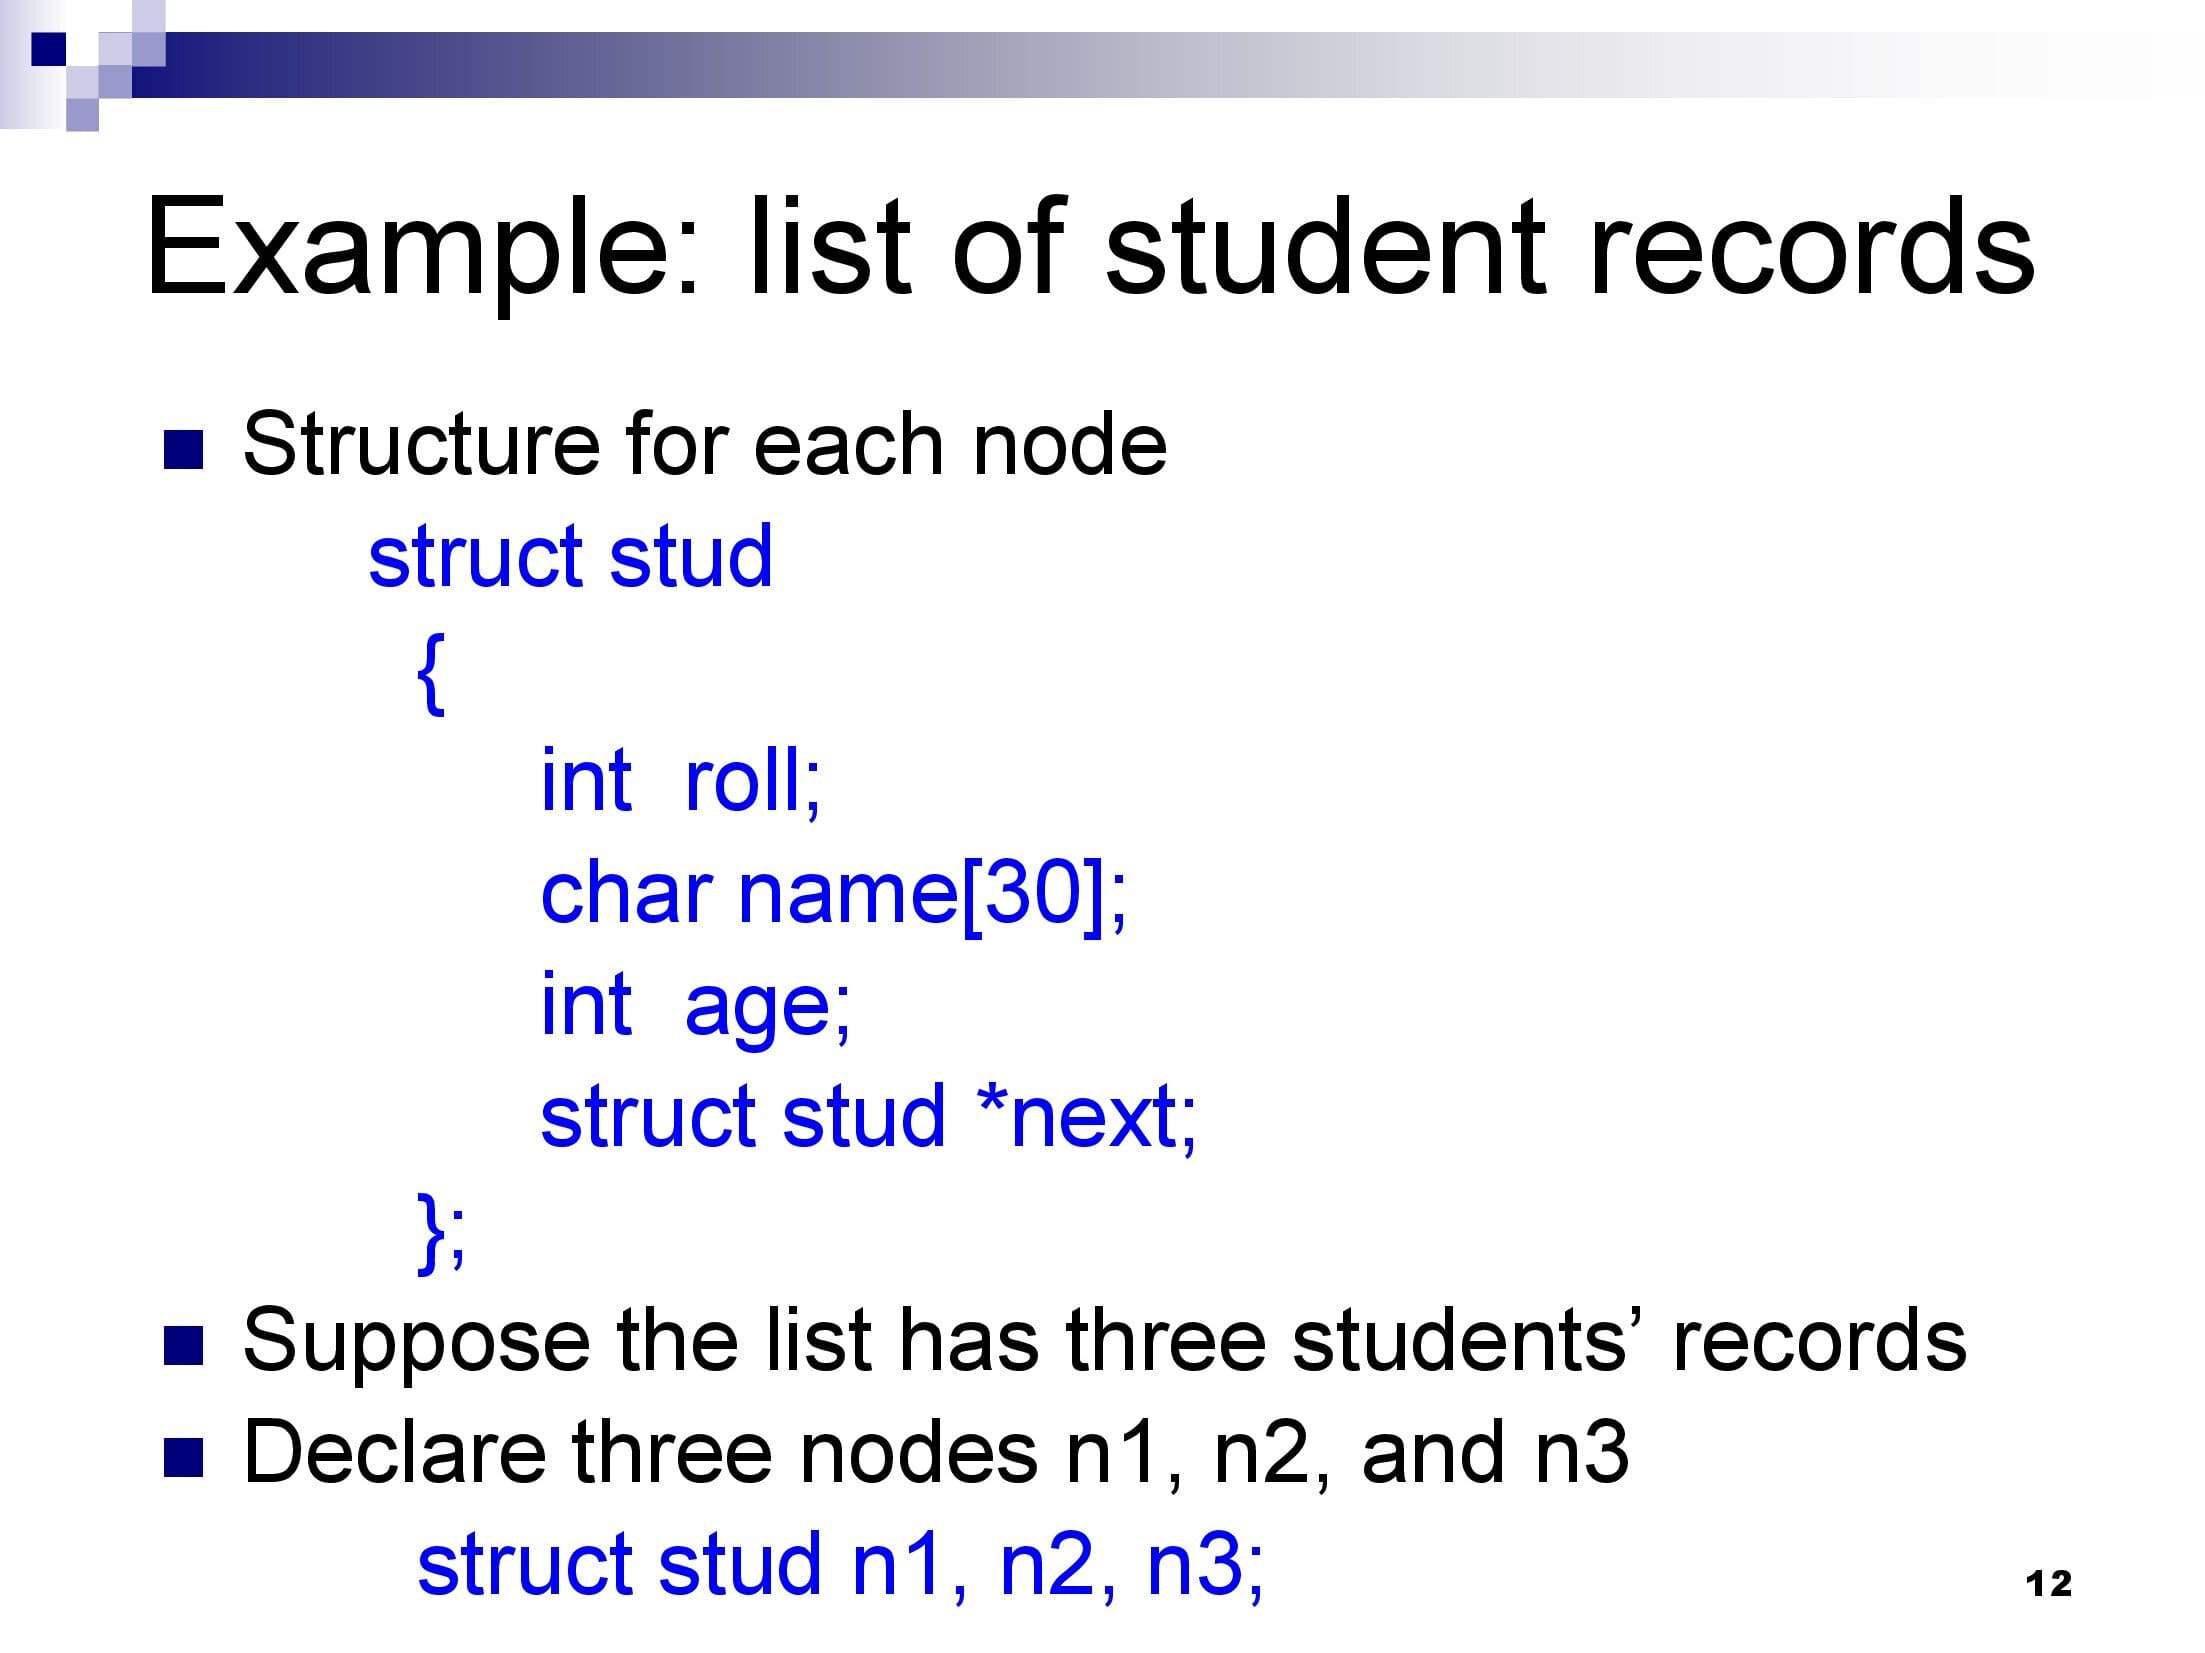 Example: list of student records
Structure for each node
struct stud
{
int  roll;
char name[30];
int  age;
struct stud *next;
};
Suppose the list has three students’ records
Declare three nodes n1, n2, and n3
struct stud n1, n2, n3;
12